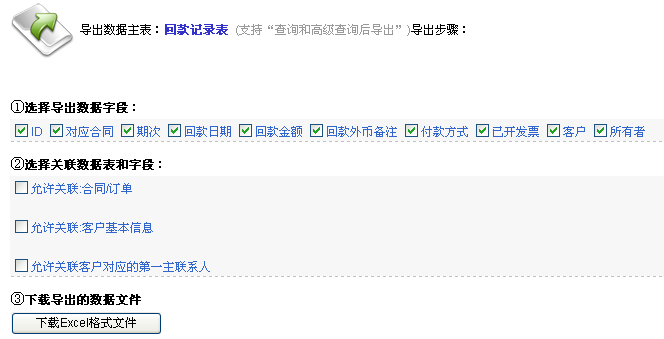 导出数据主表：回款记录表 (支持“查询和高级查询后导出”)导出步骤：
①选择导出数据字段：
ID 对应合同 期次 回款日期 回款金额 回款外币备注 付款方式 已开发票 客户 所有者
②选择关联数据表和字段：
允许关联:合同/订单
允许关联:客户基本信息
允许关联客户对应的第一主联系人
③下载导出的数据文件
下载Excel格式文件